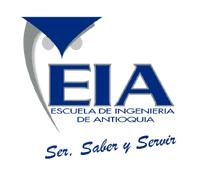 EIA
ESCUELA DE INGENIERIA
DE ANTIOQUIA
Ser, Saber y Servir